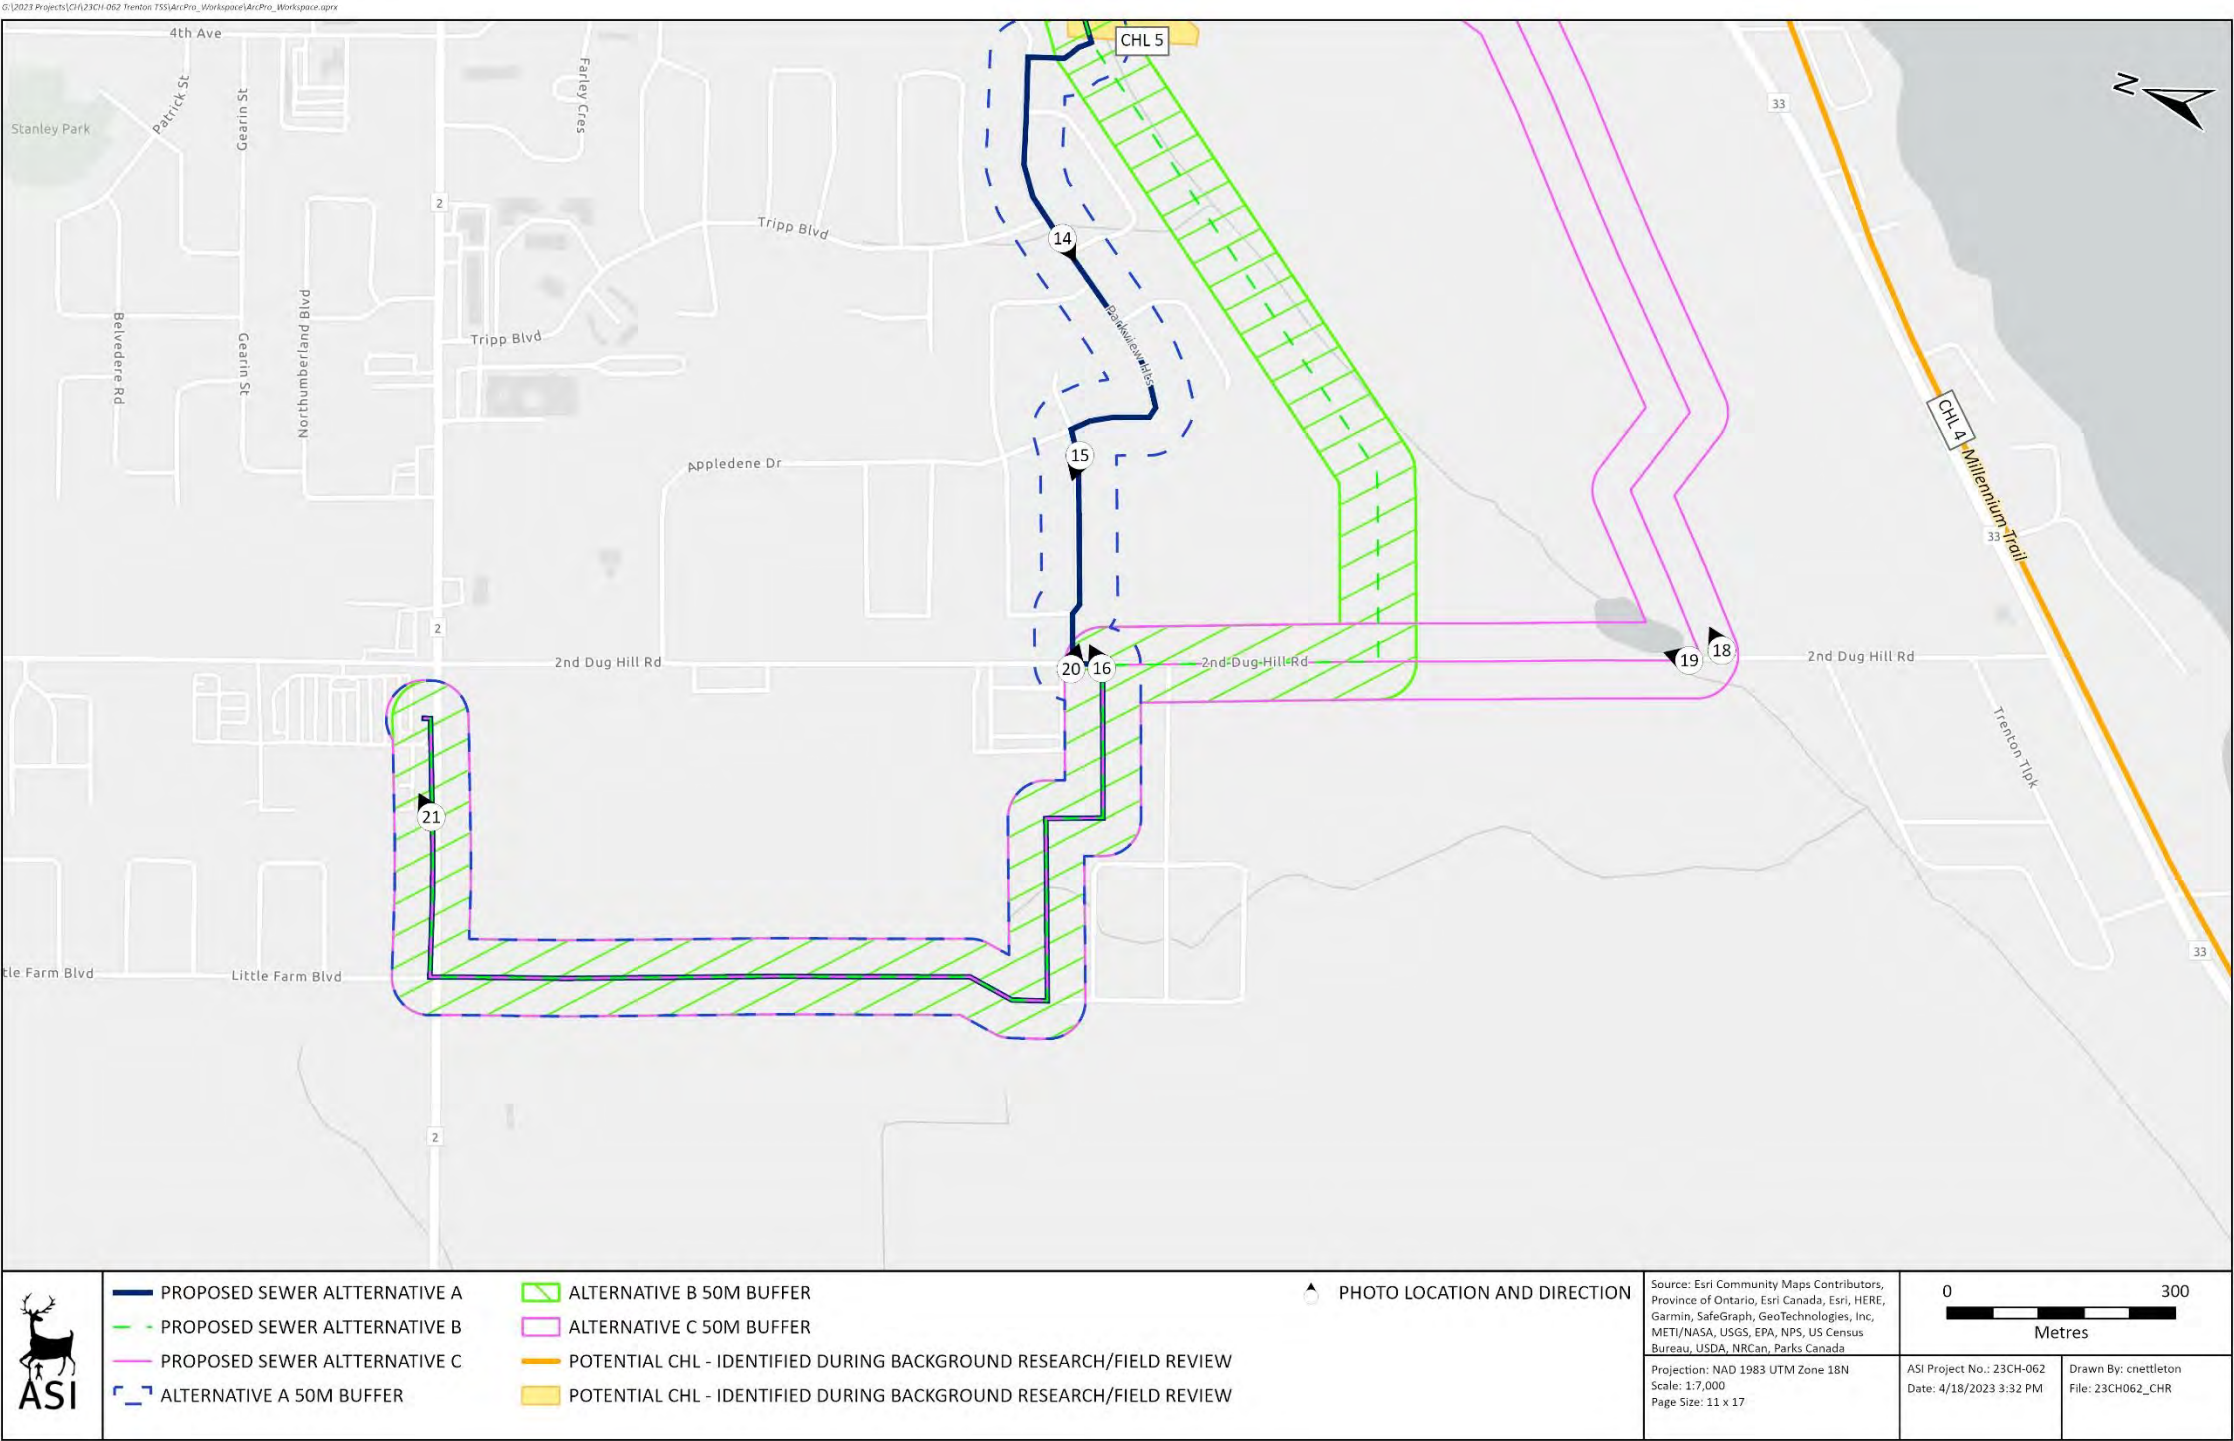 G:\2023 Projects\CH\23CH-062 Trenton TSS\ArcPro_Workspace\ArcPro_Workspace.aprx
4th Ave
CHL 5
Stanley Park
Patrick St
Gearin St
Farley Cres
33
N
2
14
Tripp Blvd
Belvedere Rd
Gearin St
Northumberland Blvd
Tripp Blvd
Parkview Hts
CHL 4
Millennium Trail
15
Appledene Dr
33
2
2nd Dug Hill Rd
20
16
2nd Dug Hill Rd
19
18
2nd Dug Hill Rd
Trenton Tlpk
21
tle Farm Blvd
Little Farm Blvd
33
2
ASI
PROPOSED SEWER ALTTERNATIVE A
PROPOSED SEWER ALTTERNATIVE B
PROPOSED SEWER ALTTERNATIVE C
ALTERNATIVE A 50M BUFFER
ALTERNATIVE B 50M BUFFER
ALTERNATIVE C 50M BUFFER
POTENTIAL CHL - IDENTIFIED DURING BACKGROUND RESEARCH/FIELD REVIEW
POTENTIAL CHL - IDENTIFIED DURING BACKGROUND RESEARCH/FIELD REVIEW
PHOTO LOCATION AND DIRECTION
Source: Esri Community Maps Contributors,
Province of Ontario, Esri Canada, Esri, HERE,
Garmin, SafeGraph, GeoTechnologies, Inc,
METI/NASA, USGS, EPA, NPS, US Census
Bureau, USDA, NRCan, Parks Canada
Projection: NAD 1983 UTM Zone 18N
Scale: 1:7,000
Page Size: 11 x 17
0 300
Metres
ASI Project No.: 23CH-062
Date: 4/18/2023 3:32 PM
Drawn By: cnettleton
File: 23CH062_CHR